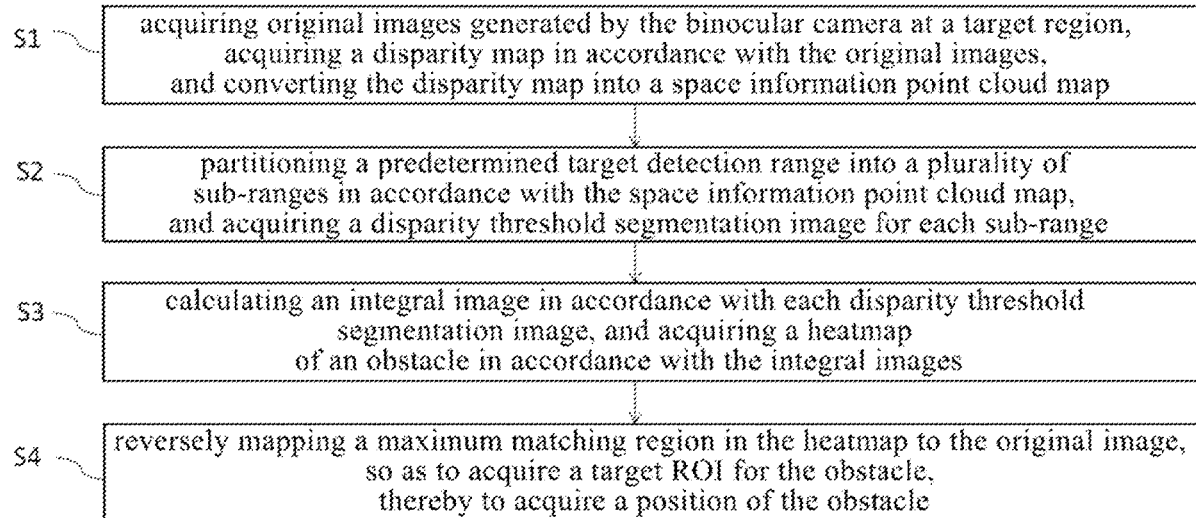 S1
acquiring original images generated by the binocular camera at a target region,
acquiring a disparity map in accordance with the original images,
and converting the disparity map into a space information point cloud map
S2
partitioning a predetermined target detection range into a plurality of
sub-ranges in accordance with the space information point cloud map,
and acquiring a disparity threshold segmentation image for each sub-range
S3
calculating an integral image in accordance with each disparity threshold
segmentation image, and acquiring a heatmap
of an obstacle in accordance with the integral images
S4
reversely mapping a maximum matching region in the heatmap to the original image,
so as to acquire a target ROI for the obstacle,
thereby to acquire a position of the obstacle